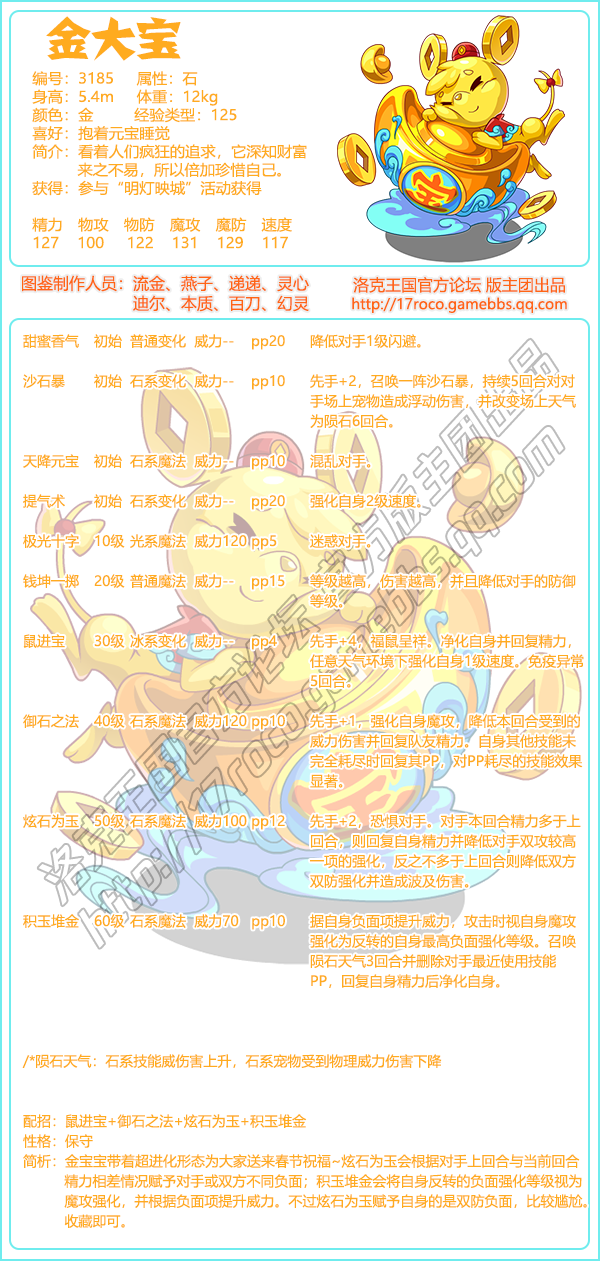 金大宝
编号：3185 属性：石
身高：5.4m 体重：12kg
颜色：金 经验类型：125
喜好：抱着元宝睡觉
简介：看着人们疯狂的追求，它深知财富
来之不易，所以倍加珍惜自己。
获得：参与“明灯映城”活动获得
精力 物攻 物防 魔攻 魔防 速度
127 100 122 131 129 117
宝
图鉴制作人员：流金、燕子、递递、灵心
迪尔、本质、百刀、幻灵
洛克王国官方论坛 版主团出品
http://17roco.gamebbs.qq.com
甜蜜香气 初始 普通变化 威力-- pp20 降低对手1级闪避。
沙石暴 初始 石系变化 威力-- pp10 先手+2，召唤一阵沙石暴，持续5回合对对
手场上宠物造成浮动伤害，并改变场上天气
为陨石6回合。
天降元宝 初始 石系魔法 威力-- pp10 混乱对手。
提气术 初始 石系变化 威力-- pp20 强化自身2级速度。
极光十字 10级 光系魔法 威力120 pp5 迷惑对手。
钱坤一掷 20级 普通魔法 威力-- pp15 等级越高，伤害越高，并且降低对手的防御
等级。
鼠进宝 30级 冰系变化 威力-- pp4 先手+4，福鼠呈祥。净化自身并回复精力，
任意天气环境下强化自身1级速度。免疫异常
5回合。
御石之法 40级 石系魔法 威力120 pp10 先手+1，强化自身魔攻，降低本回合受到的
威力伤害并回复队友精力。自身其他技能未
完全耗尽时回复其PP，对PP耗尽的技能效果
显著。
炫石为玉 50级 石系魔法 威力100 pp12 先手+2，恐惧对手。对手本回合精力多于上
回合，则回复自身精力并降低对手双攻较高
一项的强化，反之不多于上回合则降低双方
双防强化并造成波及伤害。
积玉堆金 60级 石系魔法 威力70 pp10 据自身负面项提升威力，攻击时视自身魔攻
强化为反转的自身最高负面强化等级。召唤
陨石天气3回合并删除对手最近使用技能
PP，回复自身精力后净化自身。
洛克王国官方论坛 官方版主团出品
http://17roco.gamebbs.qq.com
/*陨石天气：石系技能威伤害上升，石系宠物受到物理威力伤害下降
配招：鼠进宝+御石之法+炫石为玉+积玉堆金
性格：保守
简析：金宝宝带着超进化形态为大家送来春节祝福~炫石为玉会根据对手上回合与当前回合
精力相差情况赋予对手或双方不同负面；积玉堆金会将自身反转的负面强化等级视为
魔攻强化，并根据负面项提升威力。不过炫石为玉赋予自身的是双防负面，比较尴尬。
收藏即可。